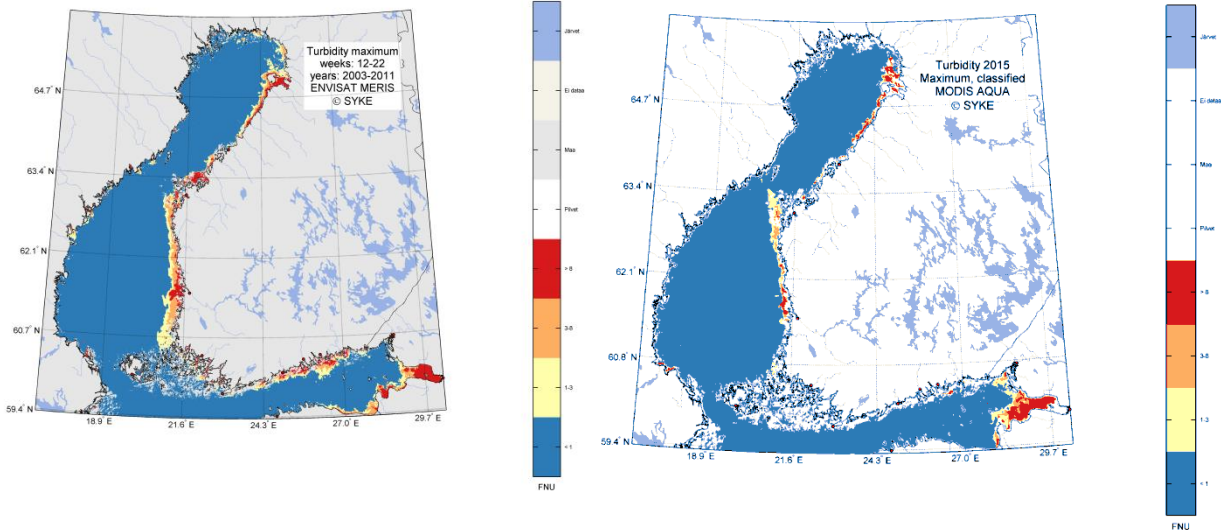 Turbidity maximum
weeks: 12-22
years: 2003-2011
ENVISAT MERIS
© SYKE
64.7° N
63.4° N
62.1° N
60.7° N
59.4° N
18.9° E
21.6° E
24.3° E
27.0° E
29.7° E
Järvet
Ei dataa
Maa
Pilvet
> 8
3-8
1-3
< 1
FNU
Turbidity 2015
Maximum, classified
MODIS AQUA
© SYKE
64.7° N
63.4° N
62.1° N
60.8° N
59.4° N
18.9° E
21.6° E
24.3° E
27.0° E
29.7° E
Järvet
Ei dataa
Maa
Pilvet
> 8
3-8
1-3
< 1
FNU